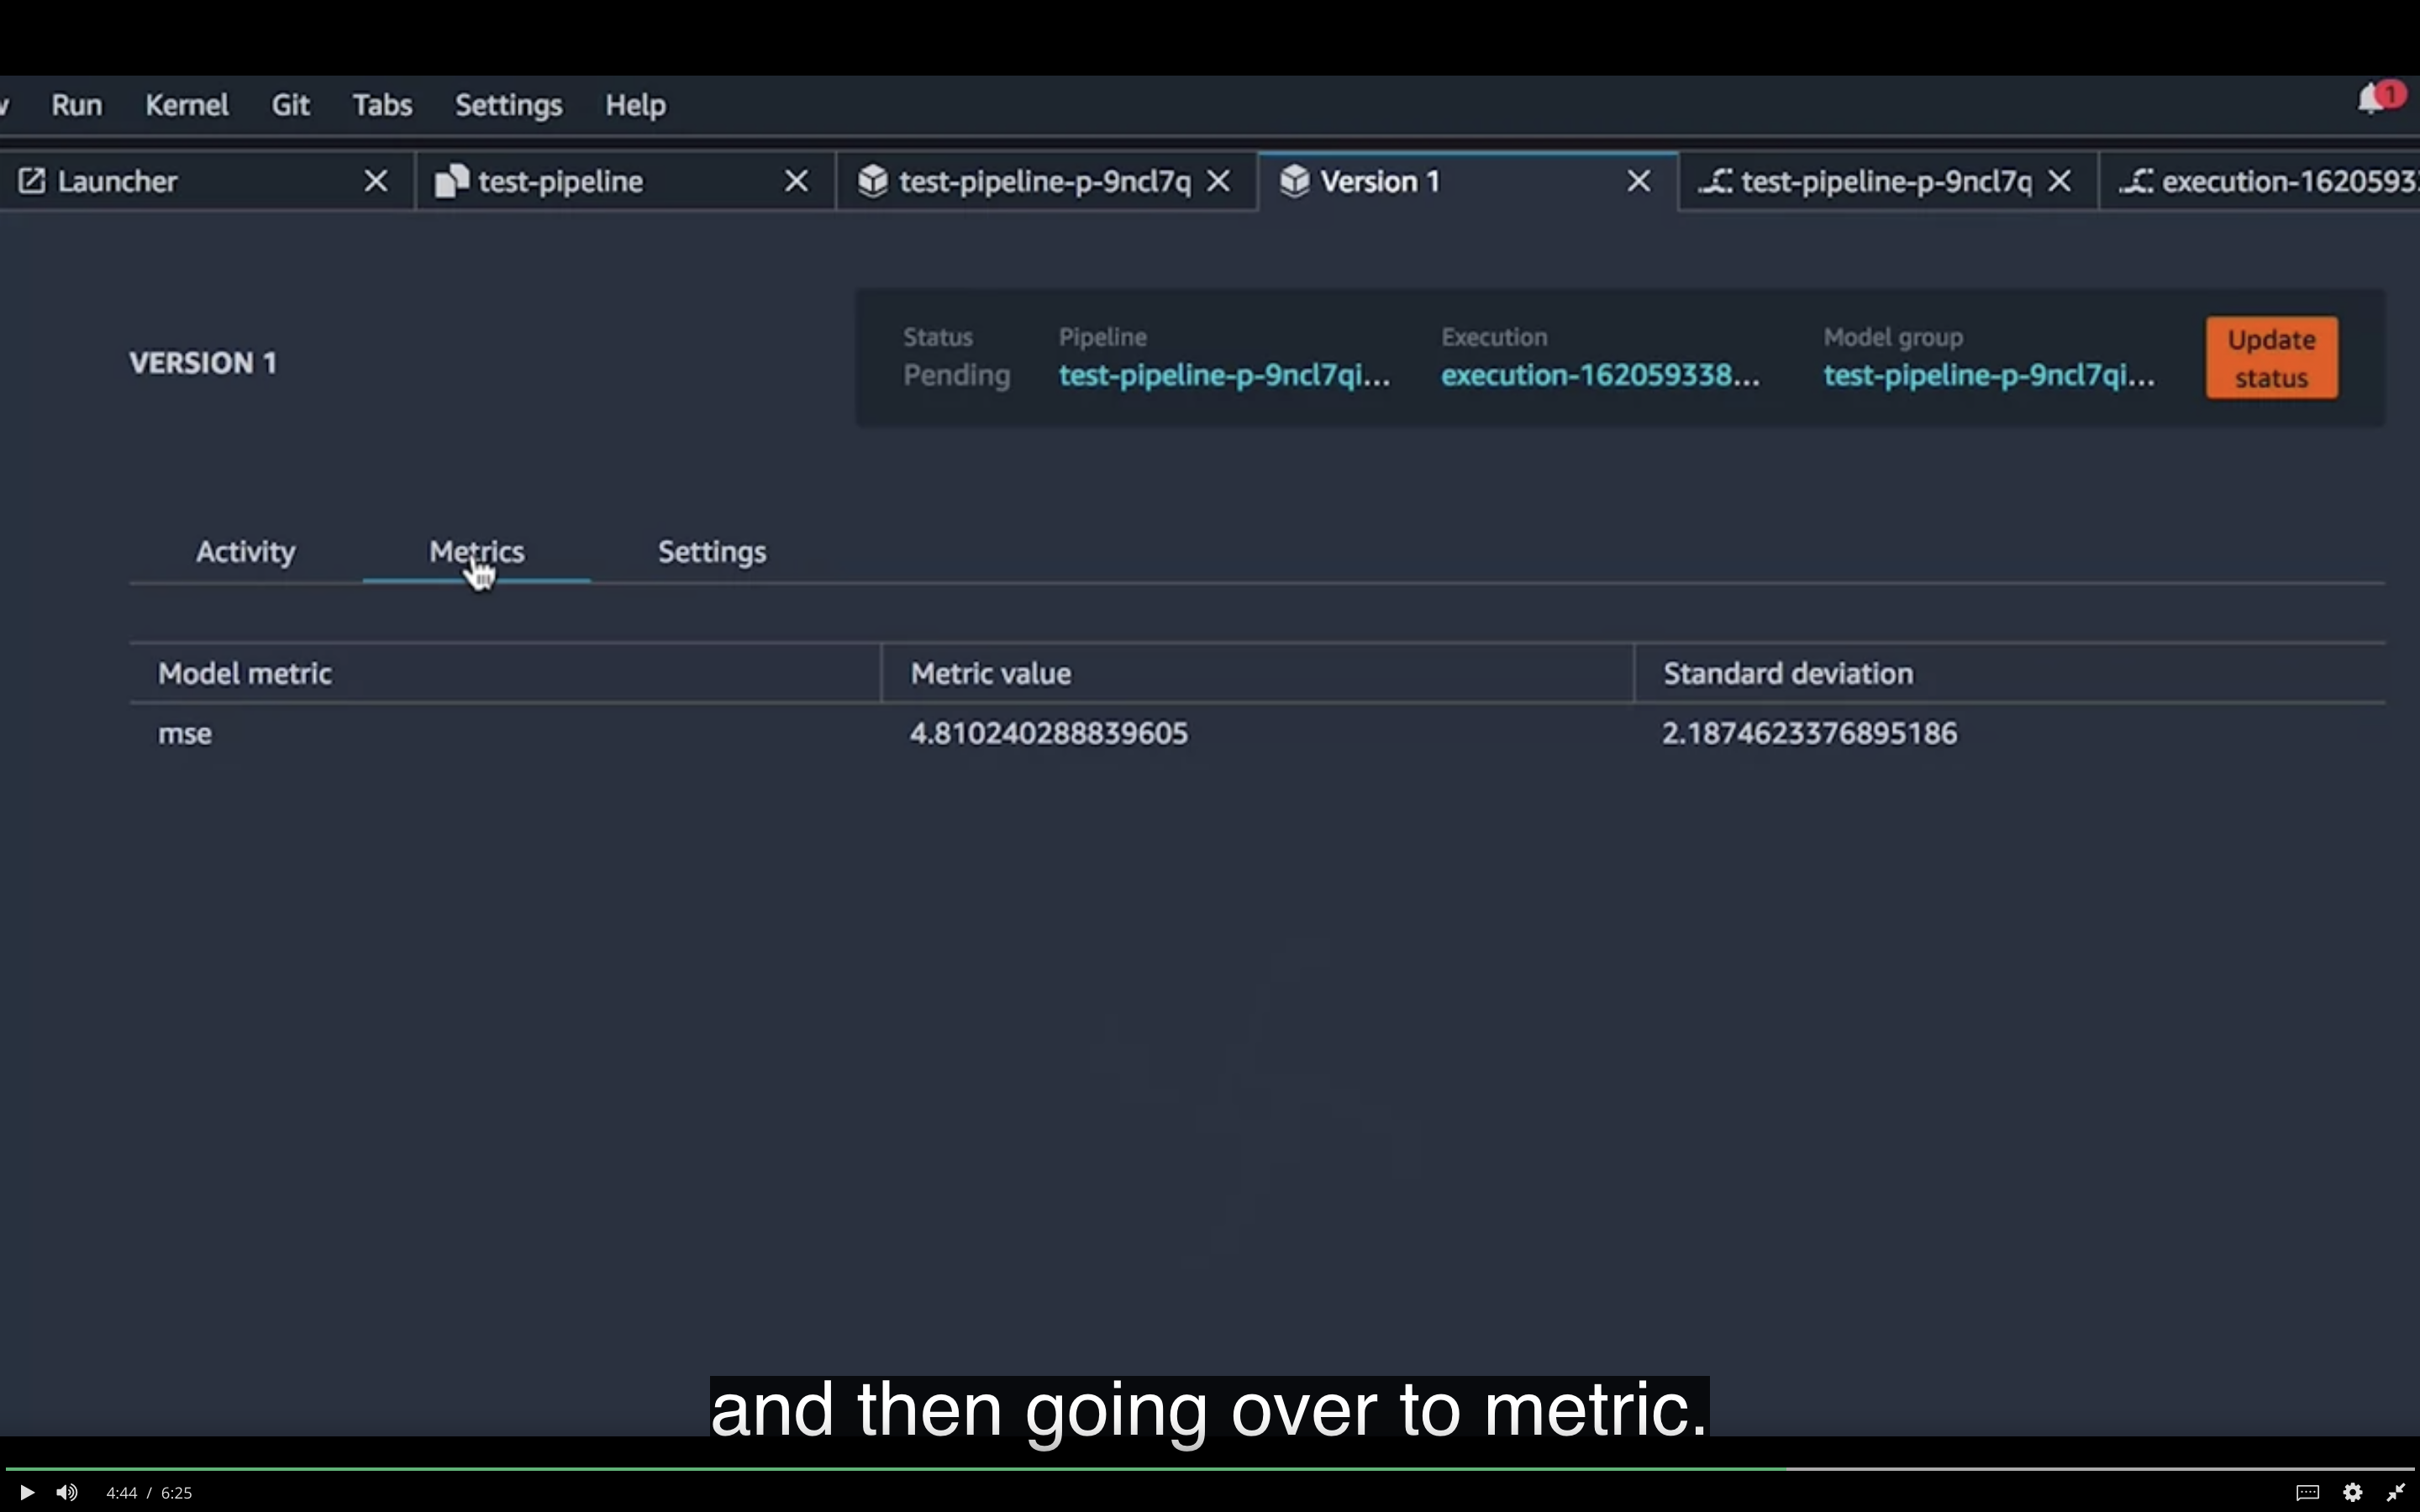 Run Kernel Git Tabs Settings Help
1
Launcher test-pipeline test-pipeline-p-9ncl7q Version 1 test-pipeline-p-9ncl7q execution-16205933
VERSION 1
Status Pipeline Execution Model group
Pending test-pipeline-p-9ncl7qi... execution-162059338... test-pipeline-p-9ncl7qi...
Update
status
Activity Metrics Settings
Model metric Metric value Standard deviation
mse 4.810240288839605 2.1874623376895186
and then going over to metric.
4:44 / 6:25